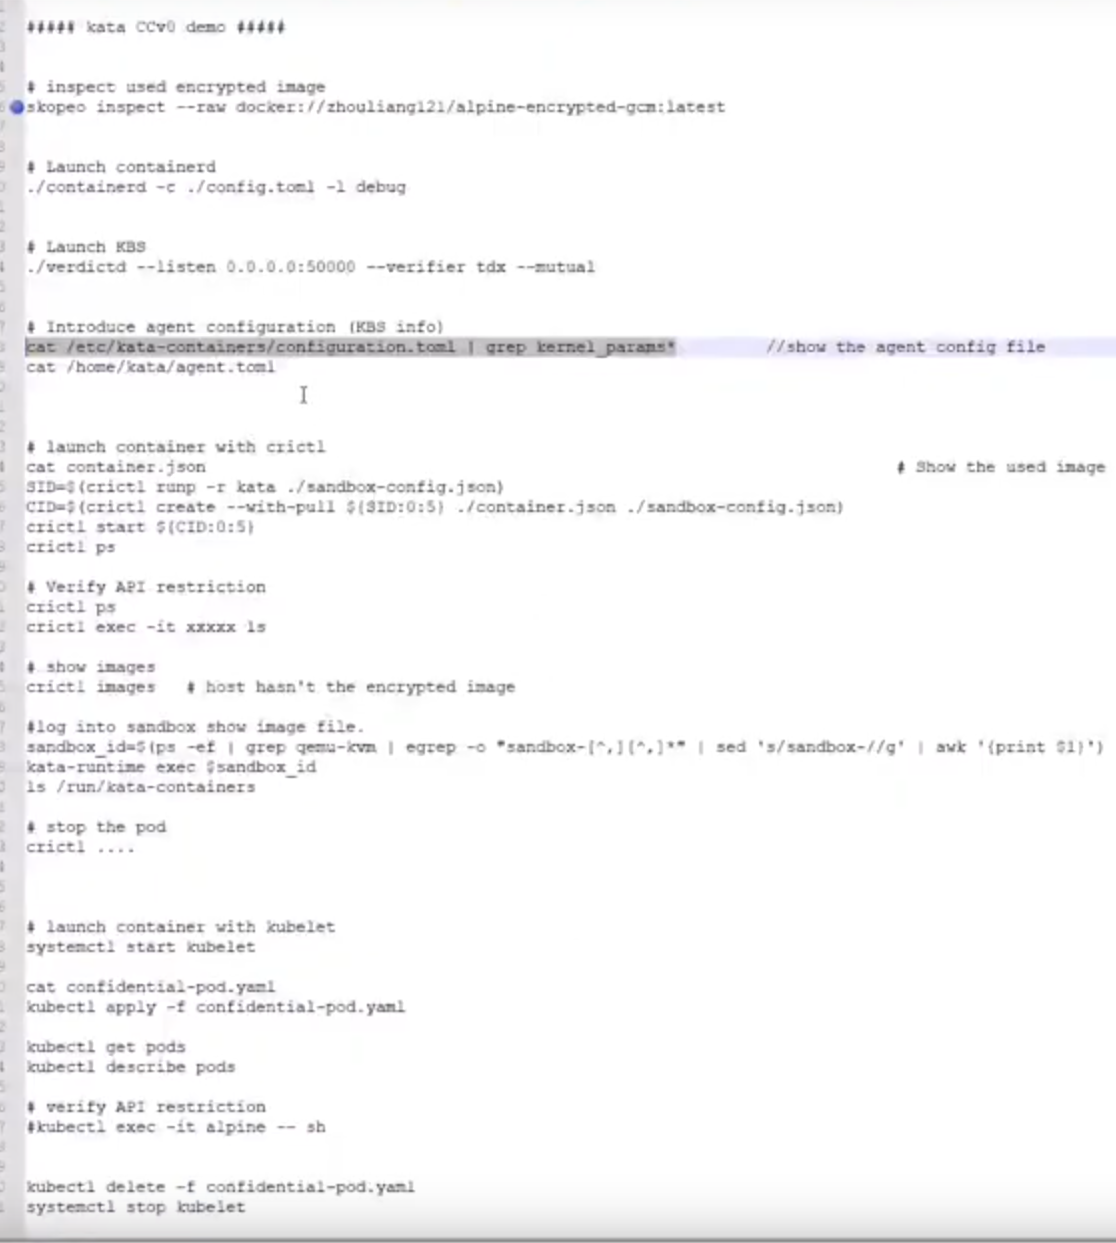 ##### kata CCv0 demo #####
# inspect used encrypted image
skopeo inspect --raw docker://zhouliang121/alpine-encrypted-gcm:latest
# Launch containerd
./containerd -c ./config.toml -l debug
# Launch KBS
./verdictd --listen 0.0.0.0:50000 --verifier tdx --mutual
# Introduce agent configuration (KBS info)
cat /etc/kata-containers/configuration.toml | grep kernel_params* //show the agent config file
cat /home/kata/agent.toml
# launch container with crictl
cat container.json # Show the used image
SID=$(crictl runp -r kata ./sandbox-config.json)
CID=$(crictl create --with-pull ${SID:0:5} ./container.json ./sandbox-config.json)
crictl start ${CID:0:5}
crictl ps
# Verify API restriction
crictl ps
crictl exec -it xxxxx ls
# show images
crictl images # host hasn't the encrypted image
#log into sandbox show image file.
sandbox_id=$(ps -ef | grep qemu-kvm | egrep -o "sandbox-[^,][^,]*" | sed 's/sandbox-//g' | awk '{print $1}')
kata-runtime exec $sandbox_id
ls /run/kata-containers
# stop the pod
crictl ....
# launch container with kubelet
systemctl start kubelet
cat confidential-pod.yaml
kubectl apply -f confidential-pod.yaml
kubectl get pods
kubectl describe pods
# verify API restriction
#kubectl exec -it alpine -- sh
kubectl delete -f confidential-pod.yaml
systemctl stop kubelet